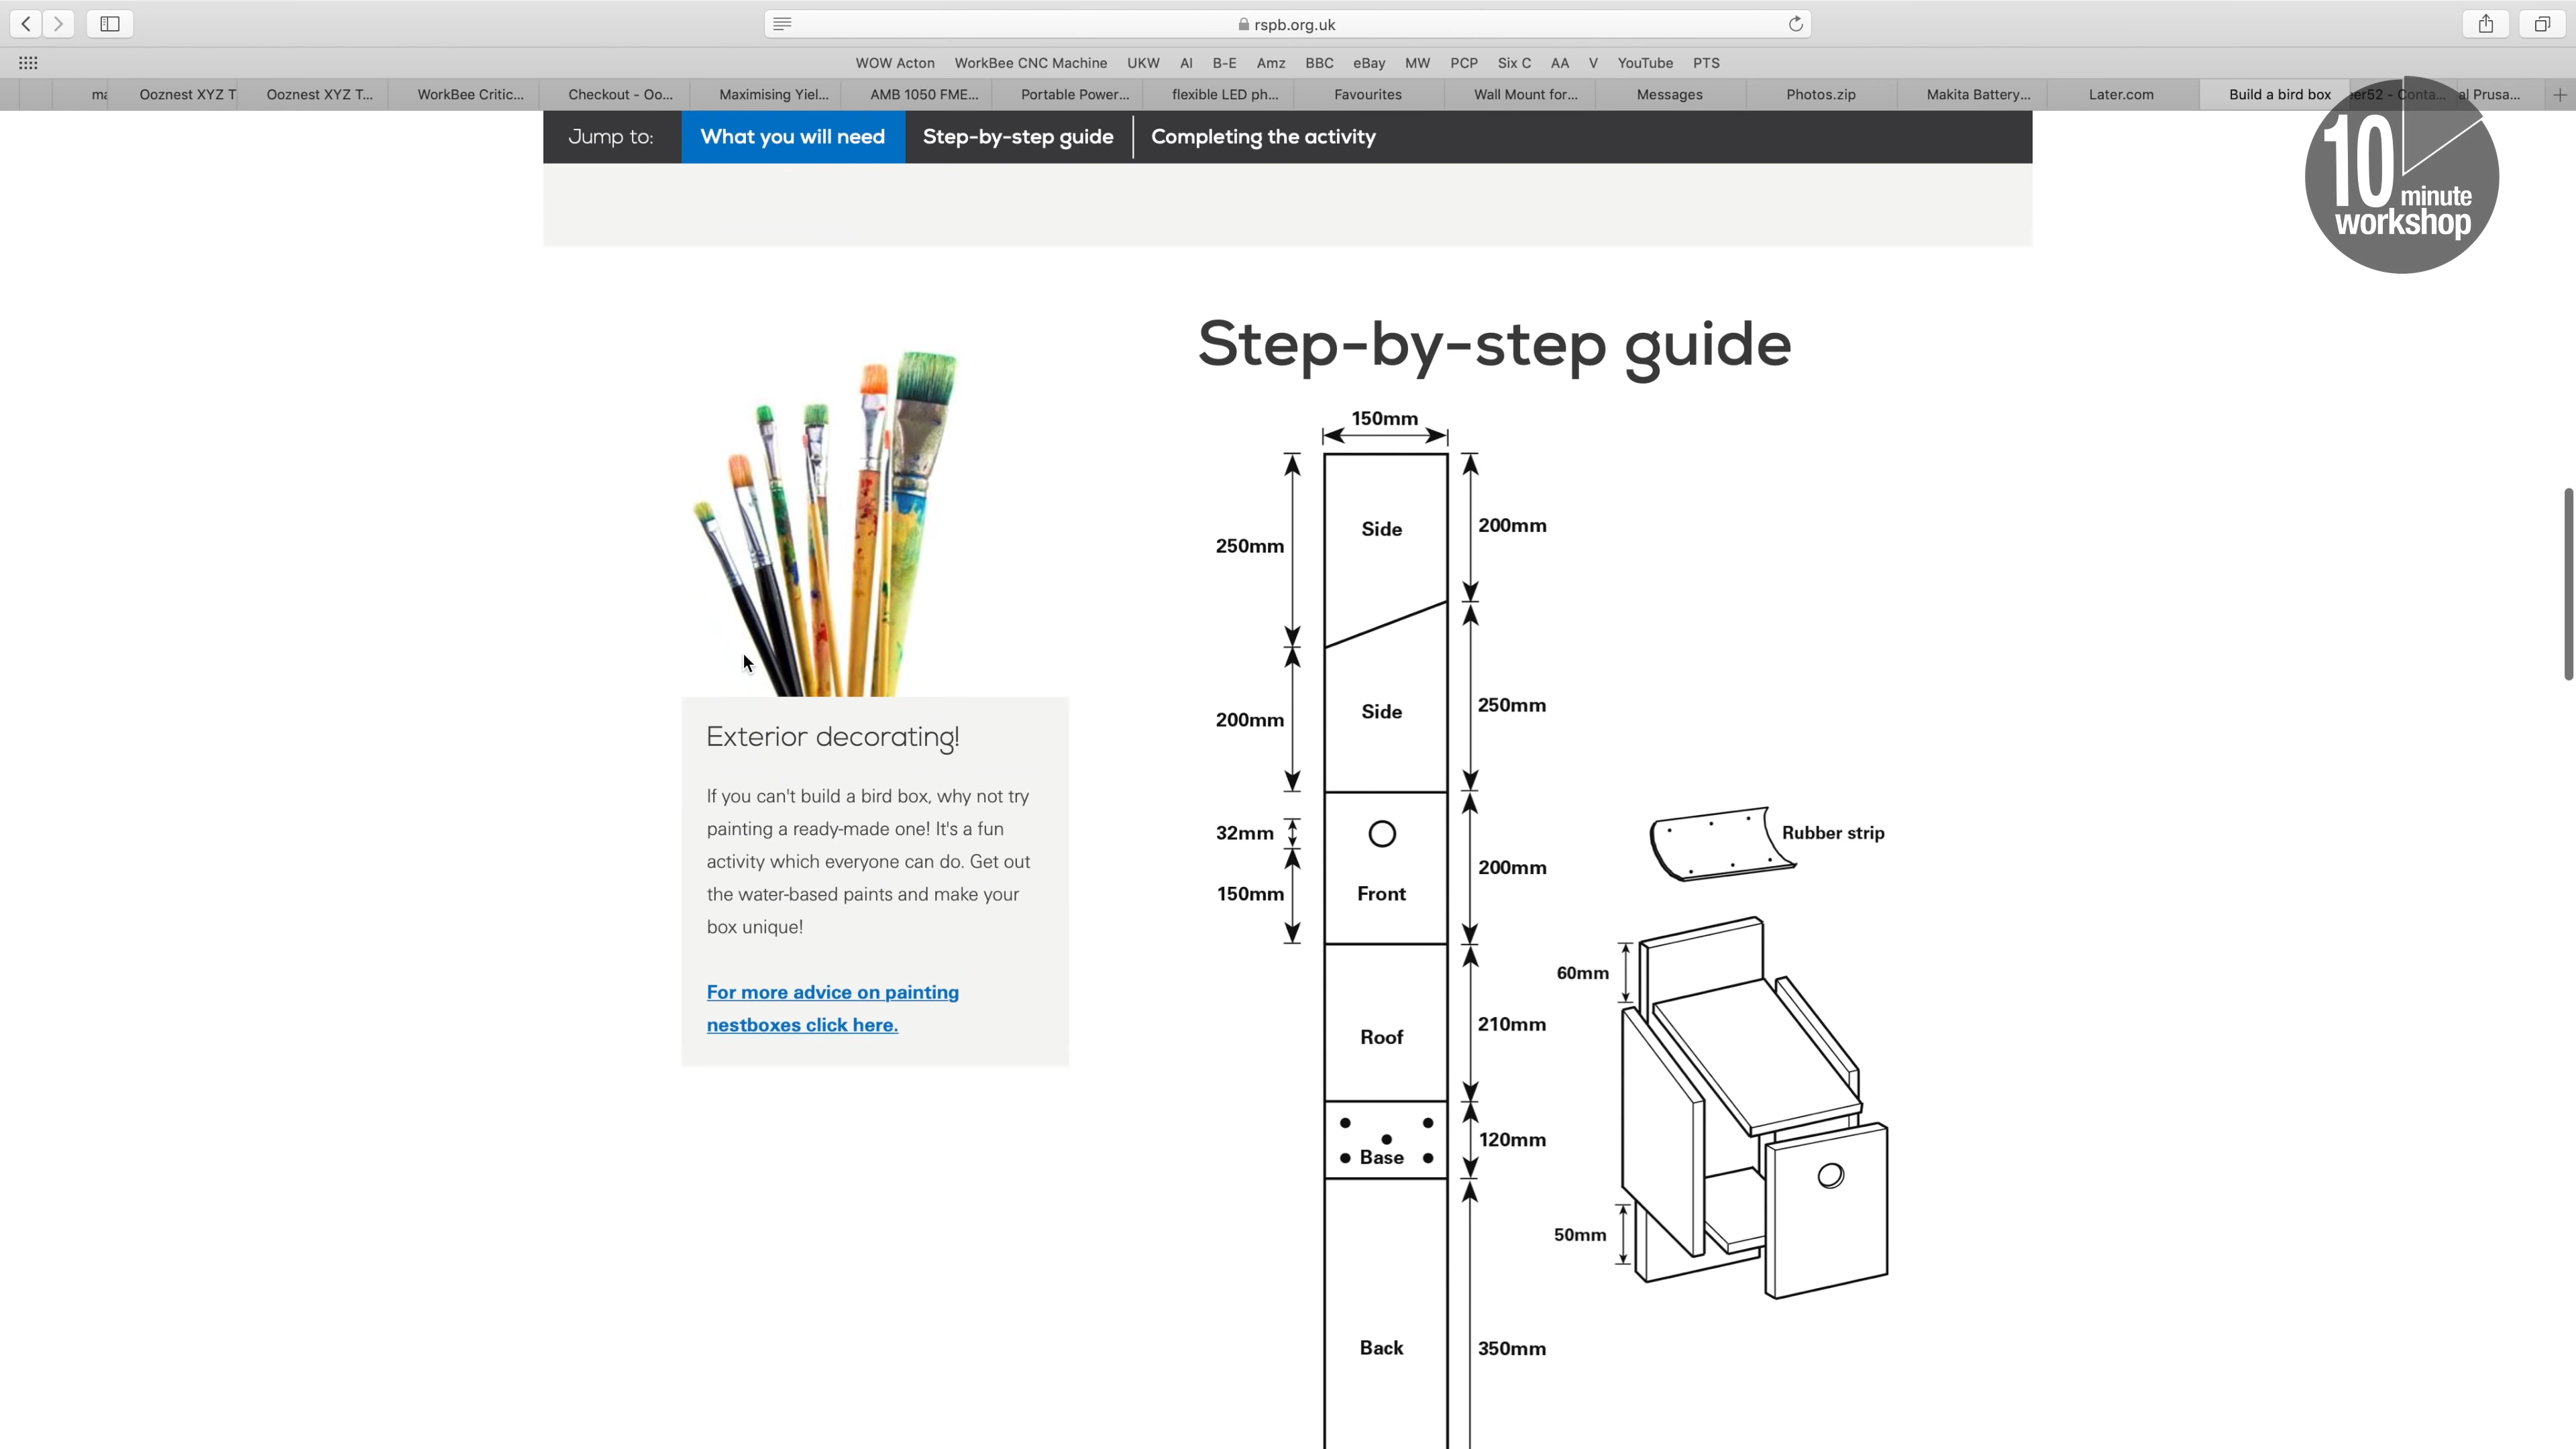 rspb.org.uk
WOW Acton WorkBee CNC Machine UKW AI B-E Amz BBC eBay MW PCP Six C AA V YouTube PTS
Ooznest XYZ T Ooznest XYZ T... WorkBee Critic... Checkout - Oo... Maximising Yiel... AMB 1050 FME... Portable Power... flexible LED ph... Favourites Wall Mount for... Messages Photos.zip Makita Battery... Later.com Build a bird box er52 - Conta... al Prusa...
10
minute
workshop
Jump to: What you will need Step-by-step guide Completing the activity
Step-by-step guide
150mm
Side
250mm
200mm
Side
200mm
250mm
32mm
150mm
Front
200mm
Roof
210mm
Base
120mm
Back
350mm
Rubber strip
60mm
50mm
Exterior decorating!
If you can't build a bird box, why not try
painting a ready-made one! It's a fun
activity which everyone can do. Get out
the water-based paints and make your
box unique!
For more advice on painting
nestboxes click here.